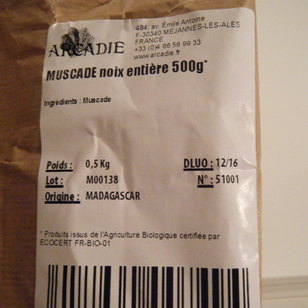 ARCADIE
484, av. Émile Antoine
F-30340 MÉJANNES-LES-ALÈS
FRANCE
+33 (0)4 66 56 99 33
www.arcadie.fr
MUSCADE noix entière 500g*
Ingrédients : Muscade
Poids : 0,5 Kg
DLUO : 12/16
Lot : M00138
N° : 51001
Origine : MADAGASCAR
* Produits issus de l'Agriculture Biologique certifiée par
ECOCERT FR-BIO-01